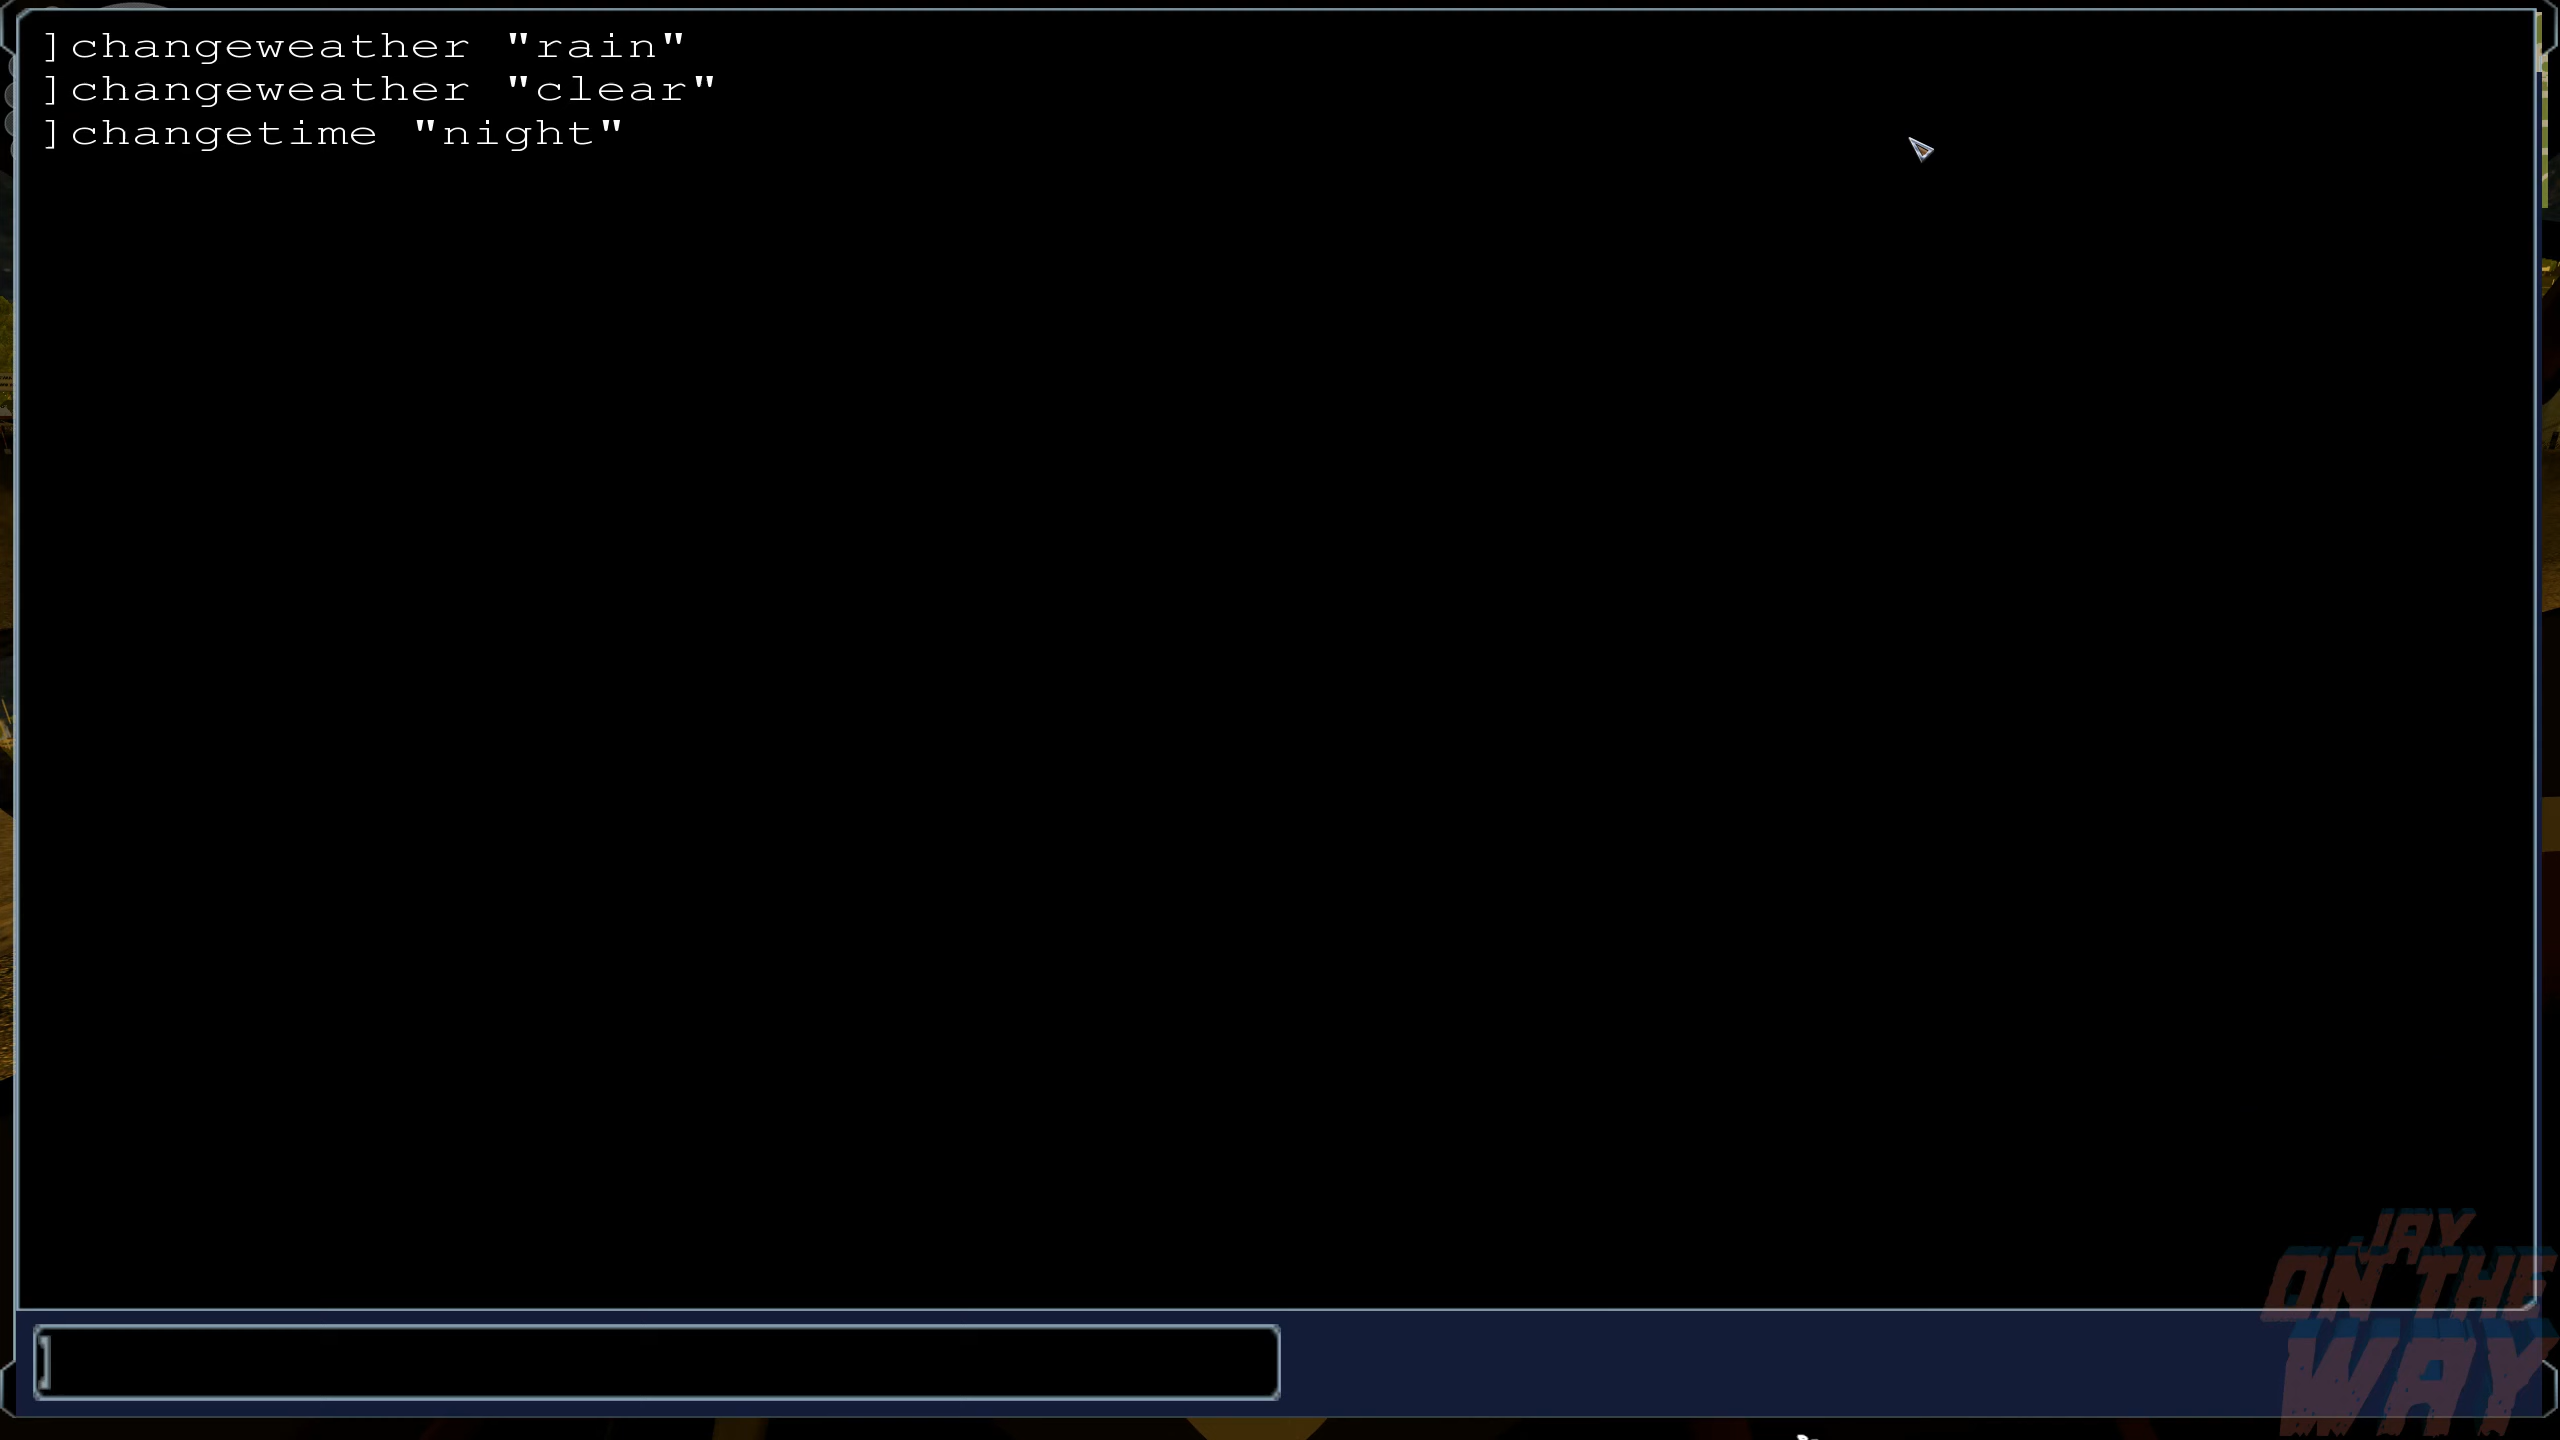 ]changeweather "rain"
]changeweather "clear"
]changetime "night"
]
JAY
ON THE
WAY